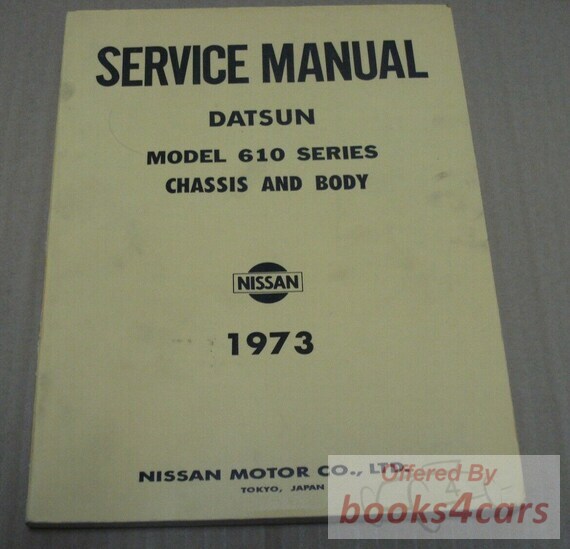 SERVICE MANUAL
DATSUN
MODEL 610 SERIES
CHASSIS AND BODY
NISSAN
1973
NISSAN MOTOR CO., LTD.
TOKYO, JAPAN
Offered By
books4cars